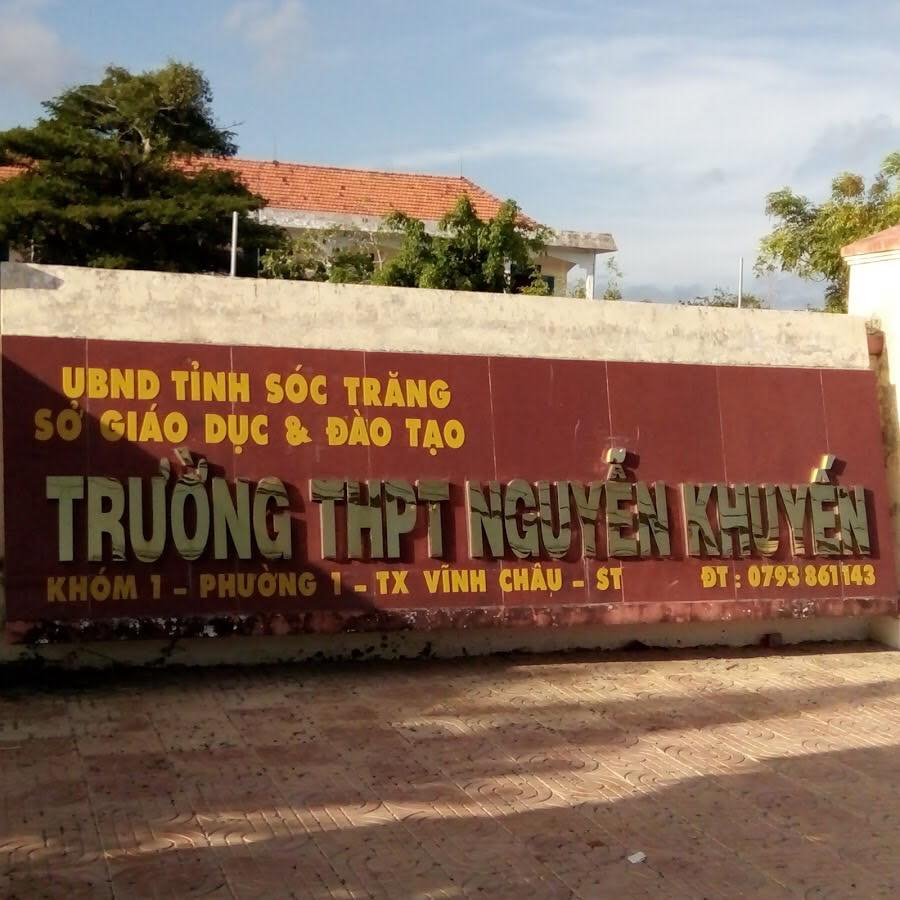 UBND TỈNH SÓC TRĂNG
SỞ GIÁO DỤC & ĐÀO TẠO
TRƯỜNG THPT NGUYỄN KHUYẾN
KHÓM 1 - PHƯỜNG 1 - TX VĨNH CHÂU - ST ĐT : 0793 861 143